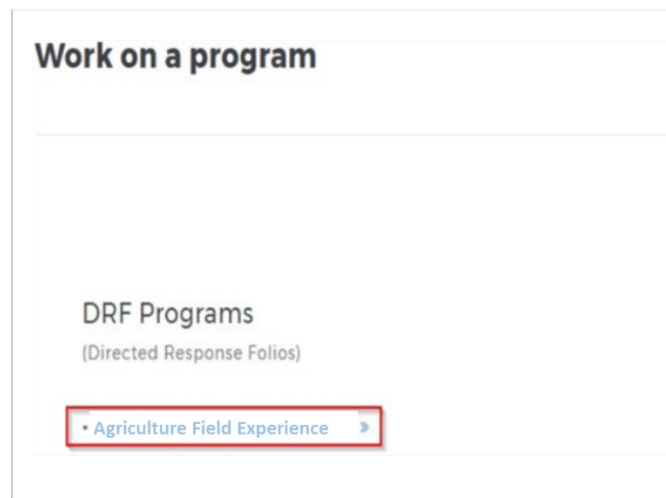 Work on a program
DRF Programs
(Directed Response Folios)
• Agriculture Field Experience »